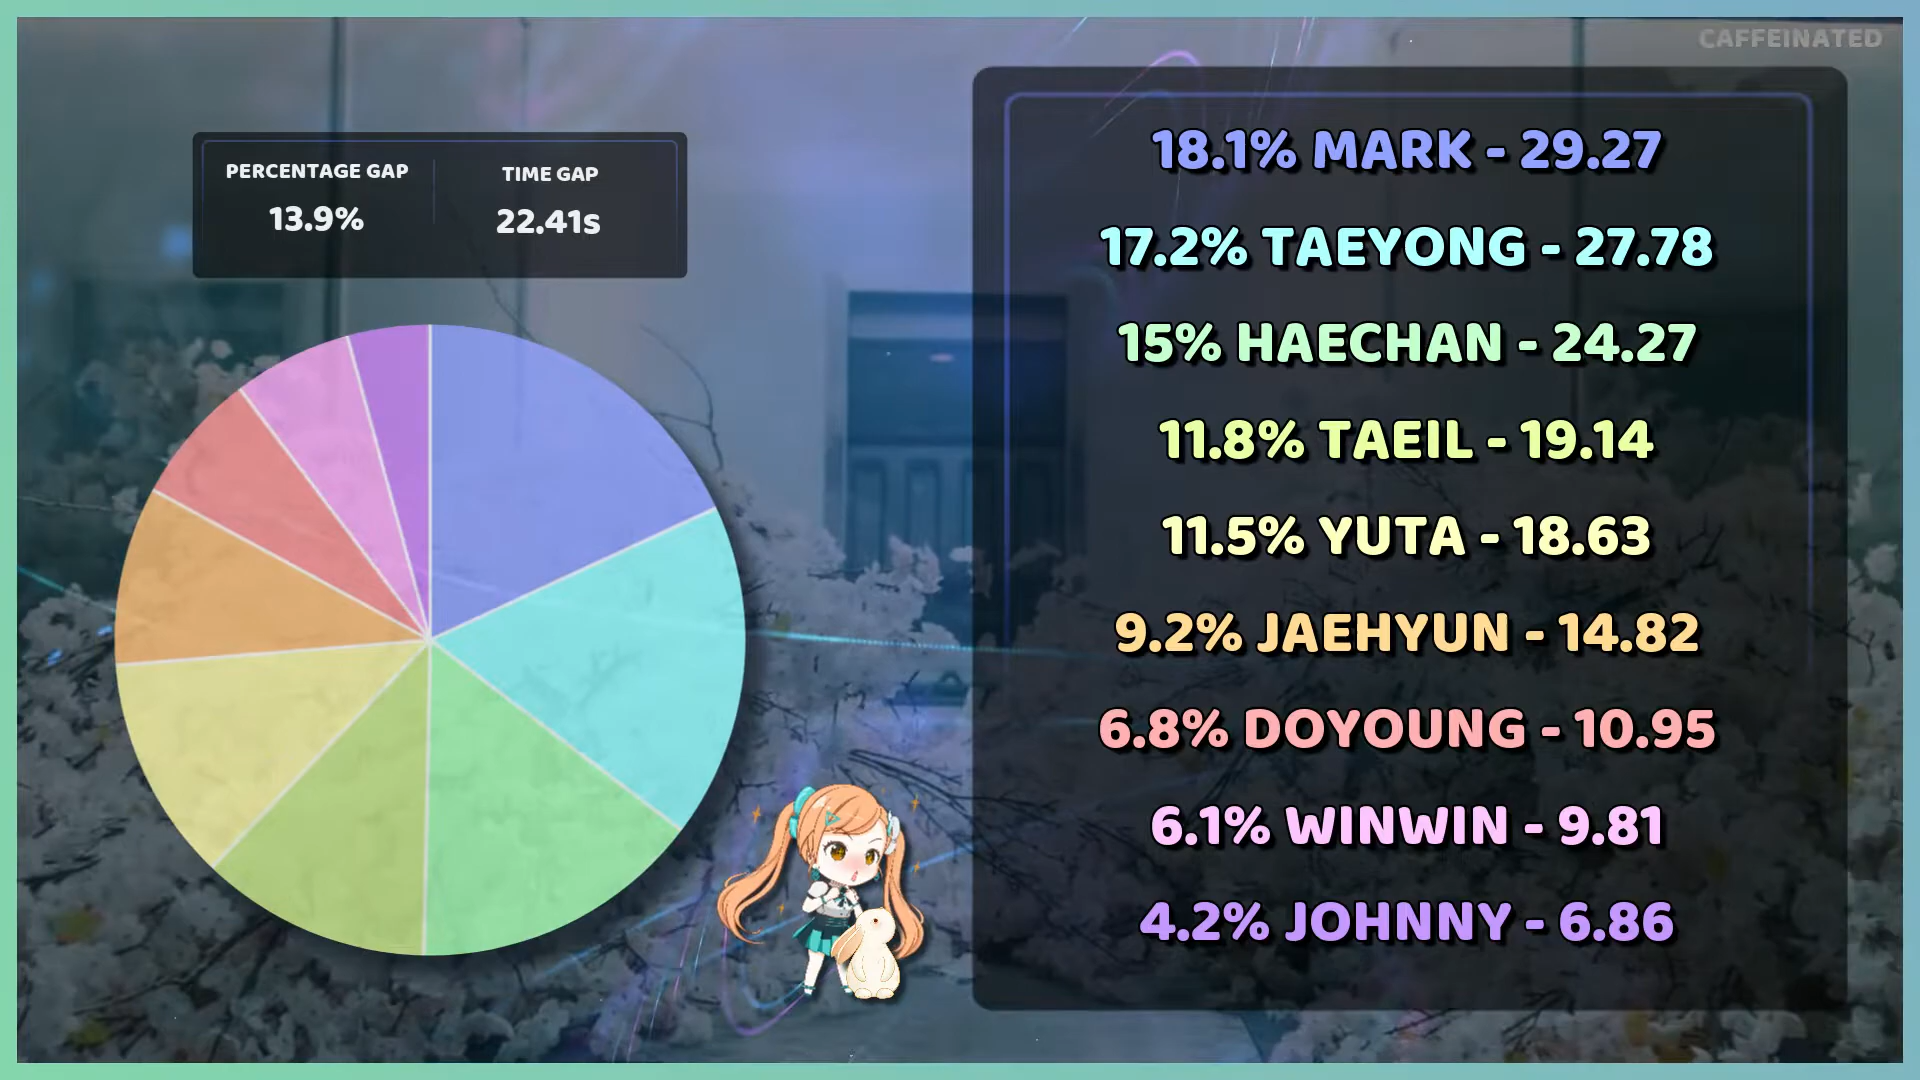 CAFFEINATED
PERCENTAGE GAP
13.9%
TIME GAP
22.41s
18.1% MARK - 29.27
17.2% TAEYONG - 27.78
15% HAECHAN - 24.27
11.8% TAEIL - 19.14
11.5% YUTA - 18.63
9.2% JAEHYUN - 14.82
6.8% DOYOUNG - 10.95
6.1% WINWIN - 9.81
4.2% JOHNNY - 6.86